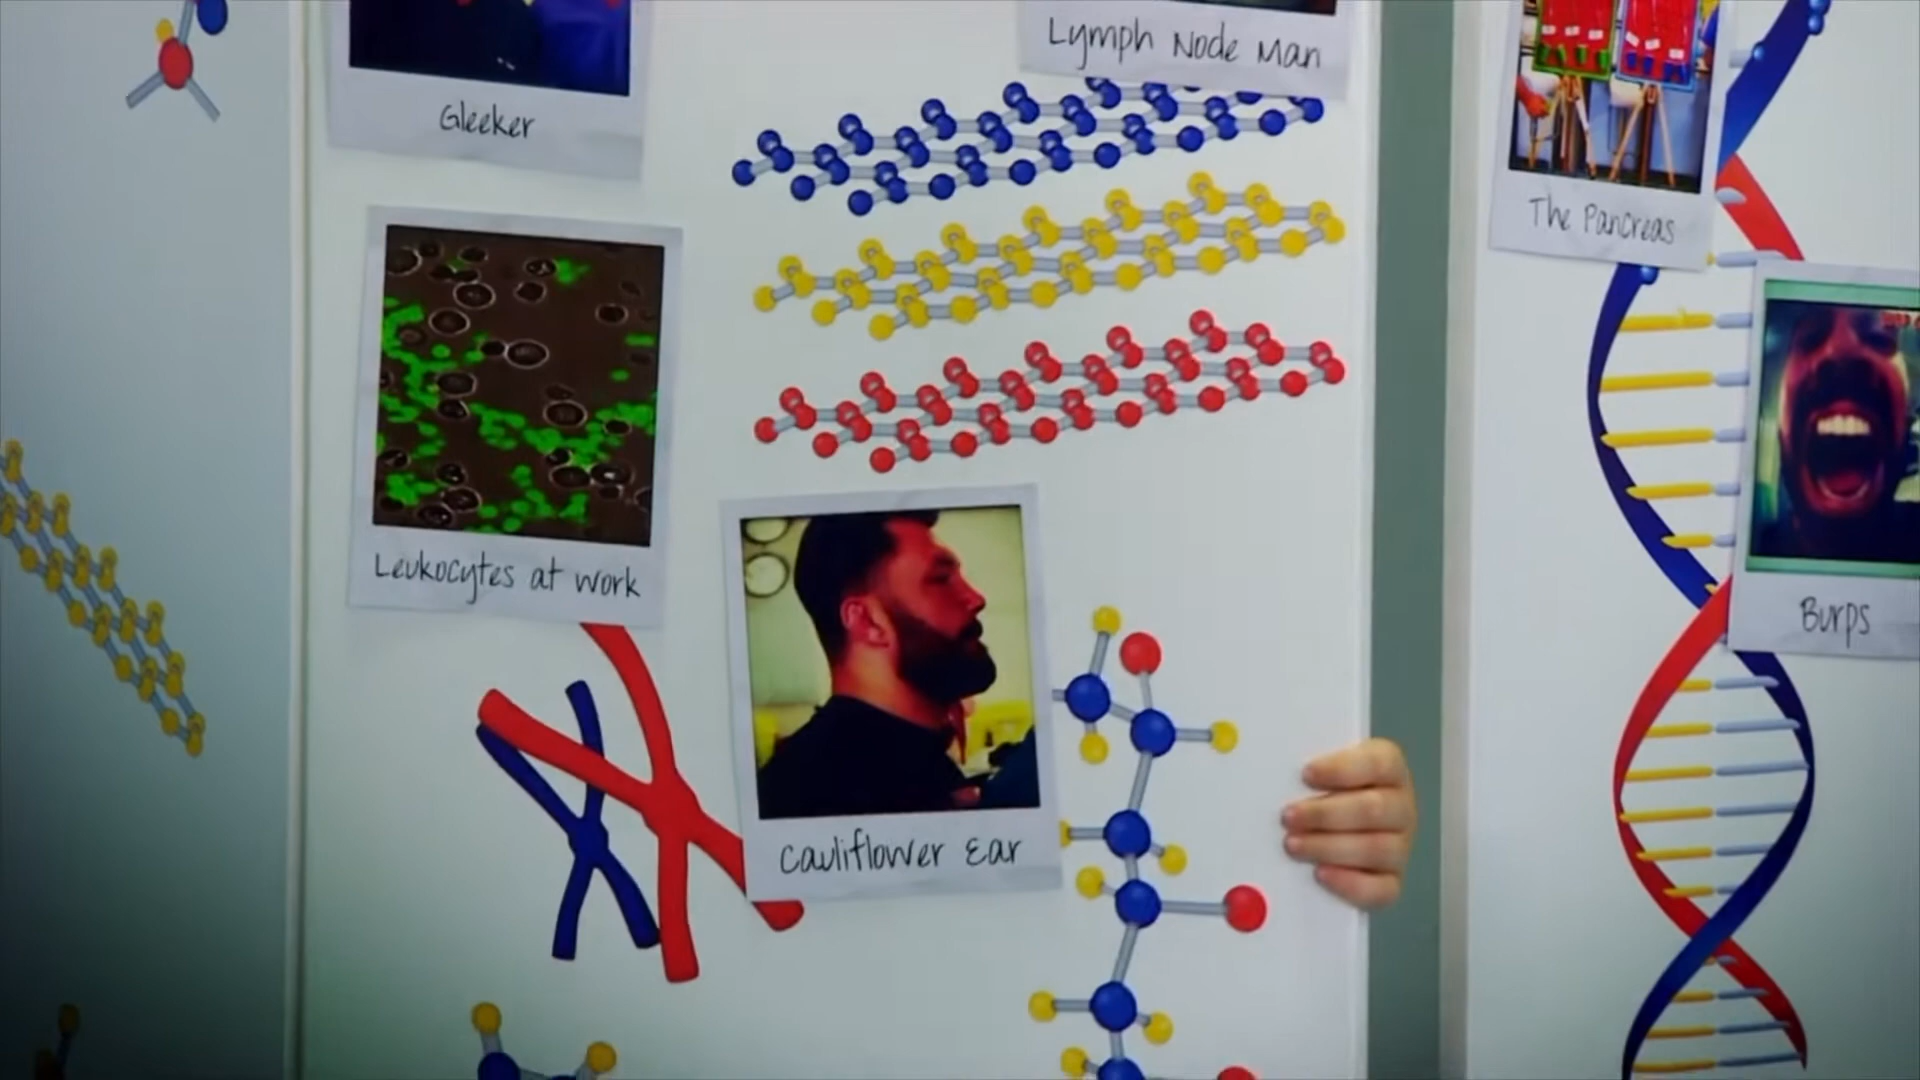 Lymph Node Man
Gleeker
The Pancreas
Leukocytes at work
Burps
Cauliflower Ear